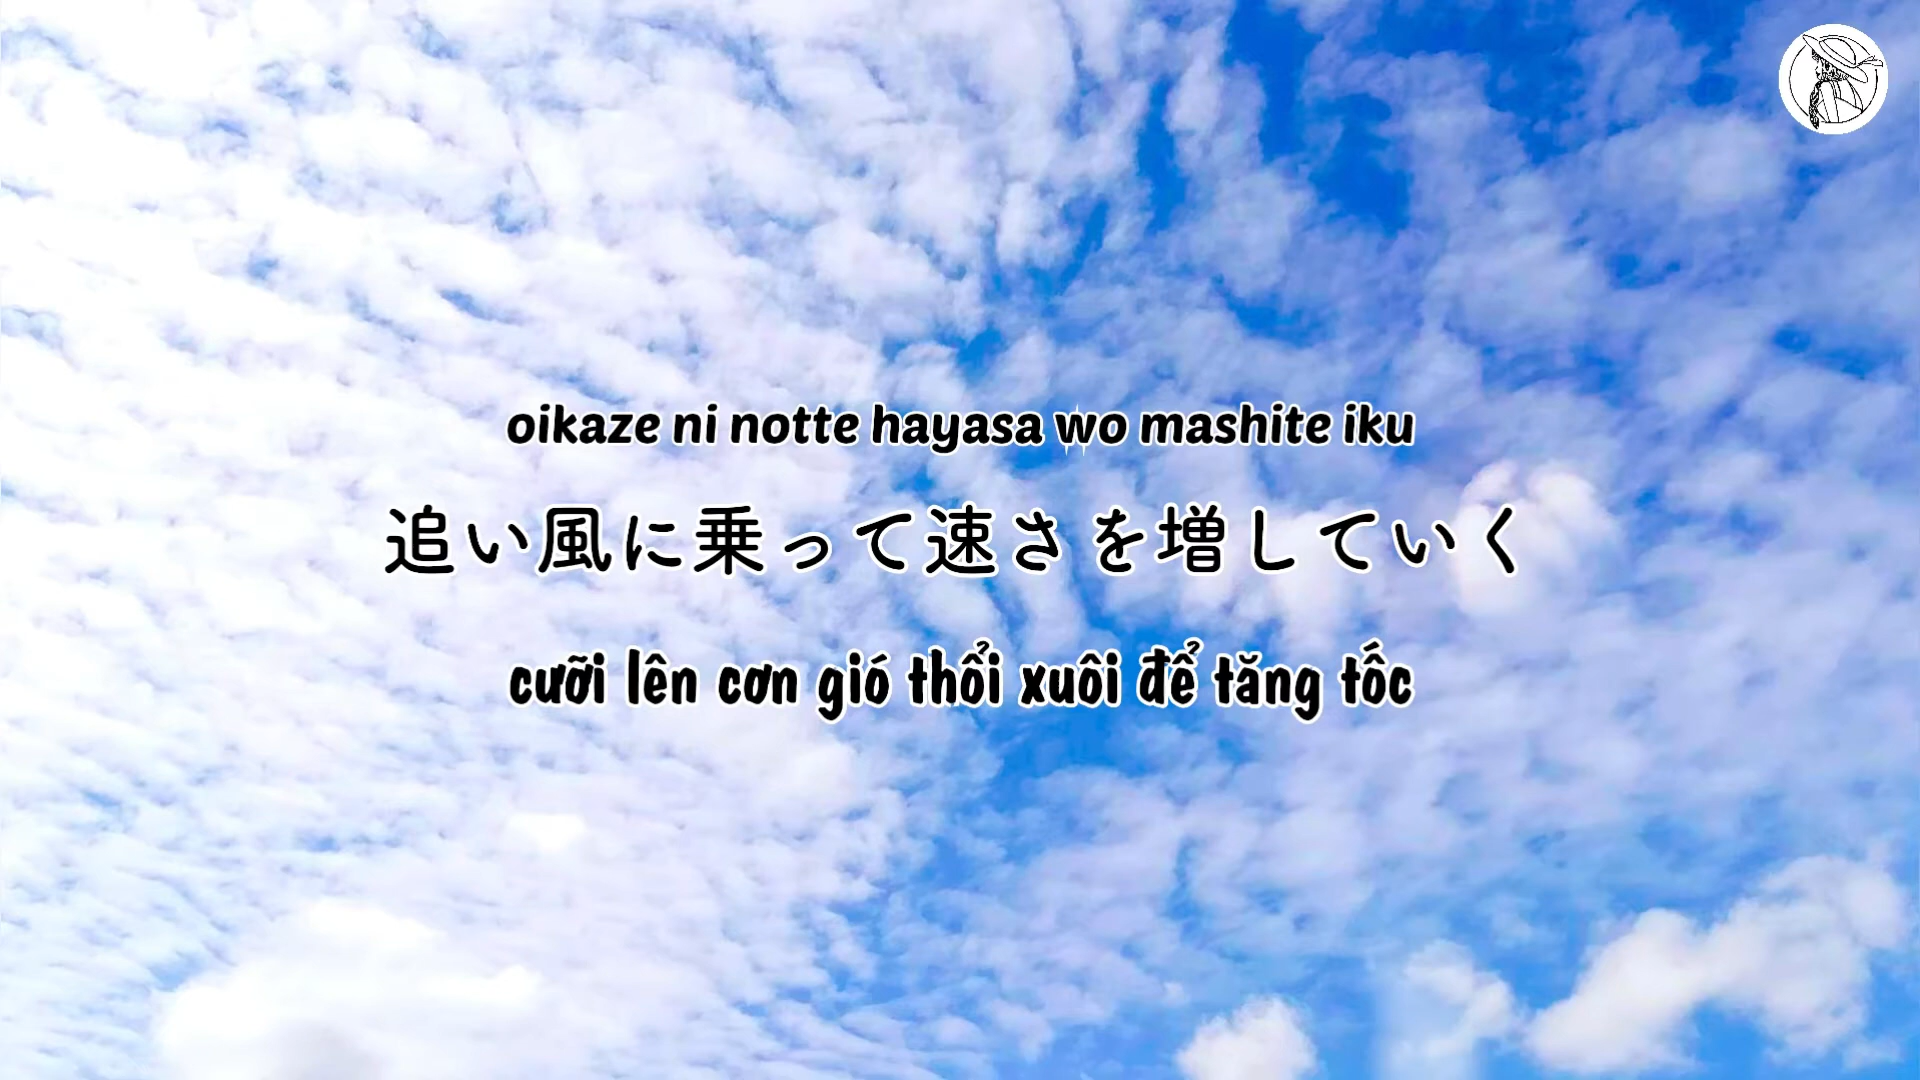 oikaze ni notte hayasa wo mashite iku
追い風に乗って速さを増していく
cưỡi lên cơn gió thổi xuôi để tăng tốc